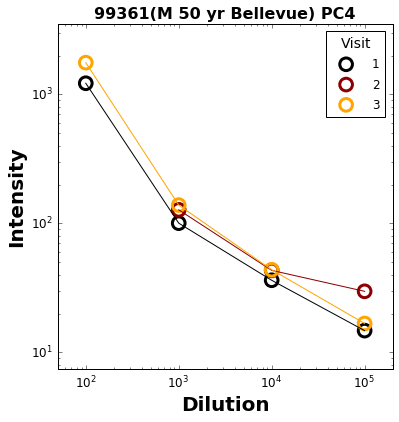 99361(M 50 yr Bellevue) PC4
Visit
1
2
3
Intensity
10³
10²
10¹
10² 10³ 10⁴ 10⁵
Dilution